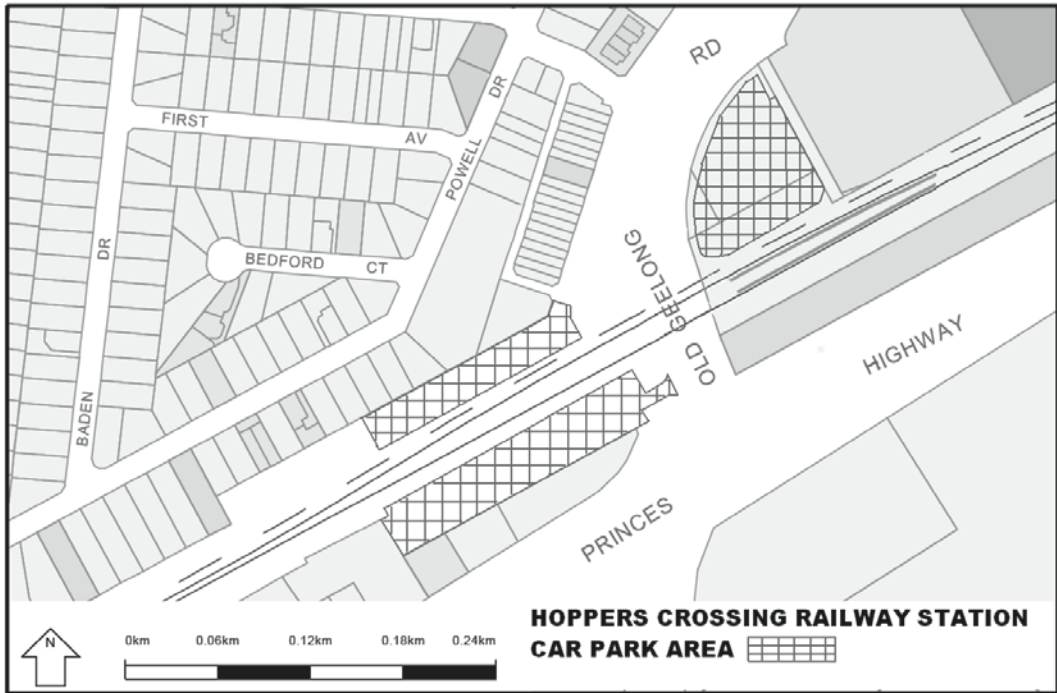 RD
FIRST AV
POWELL DR
BADEN DR
BEDFORD CT
OLD GEELONG
HIGHWAY
PRINCES
N
0km 0.06km 0.12km 0.18km 0.24km
HOPPERS CROSSING RAILWAY STATION
CAR PARK AREA